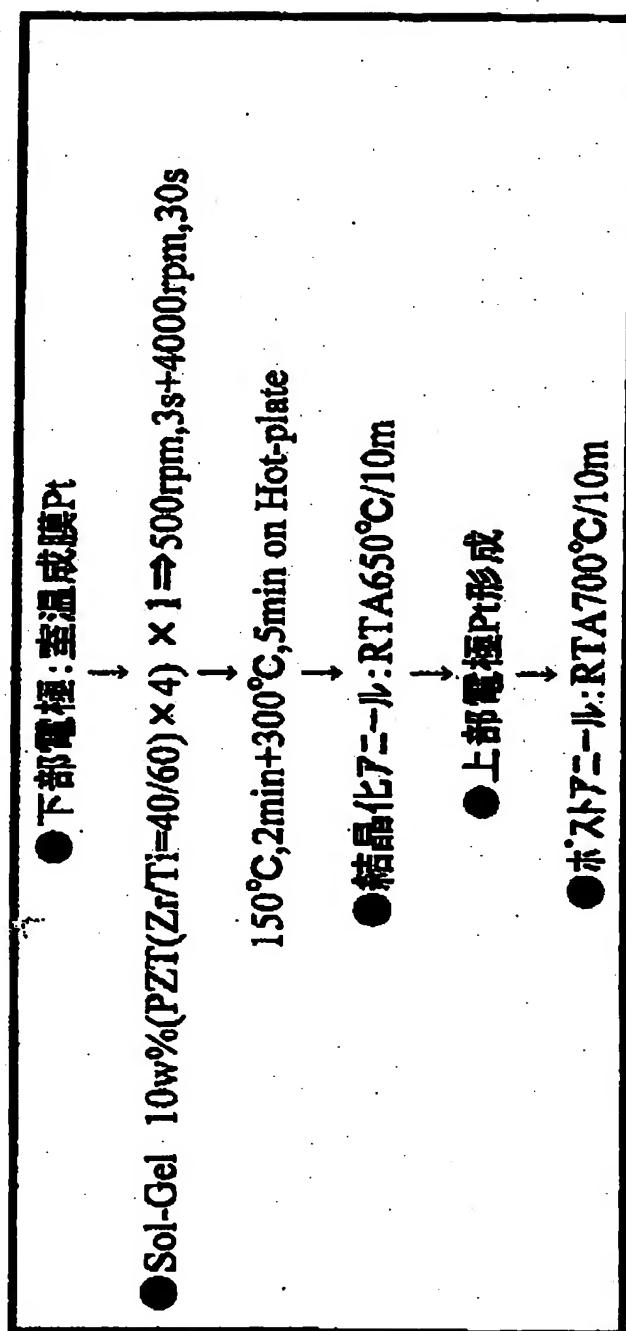 ●下部電極:室温成膜Pt
↓
●Sol-Gel 10w%(PZT(Zr/Ti=40/60)×4)×1⇒500rpm,3s+4000rpm,30s
↓
150°C,2min+300°C,5min on Hot-plate
↓
●結晶化アニール:RTA650°C/10m
↓
●上部電極Pt形成
↓
●ポストアニール:RTA700°C/10m